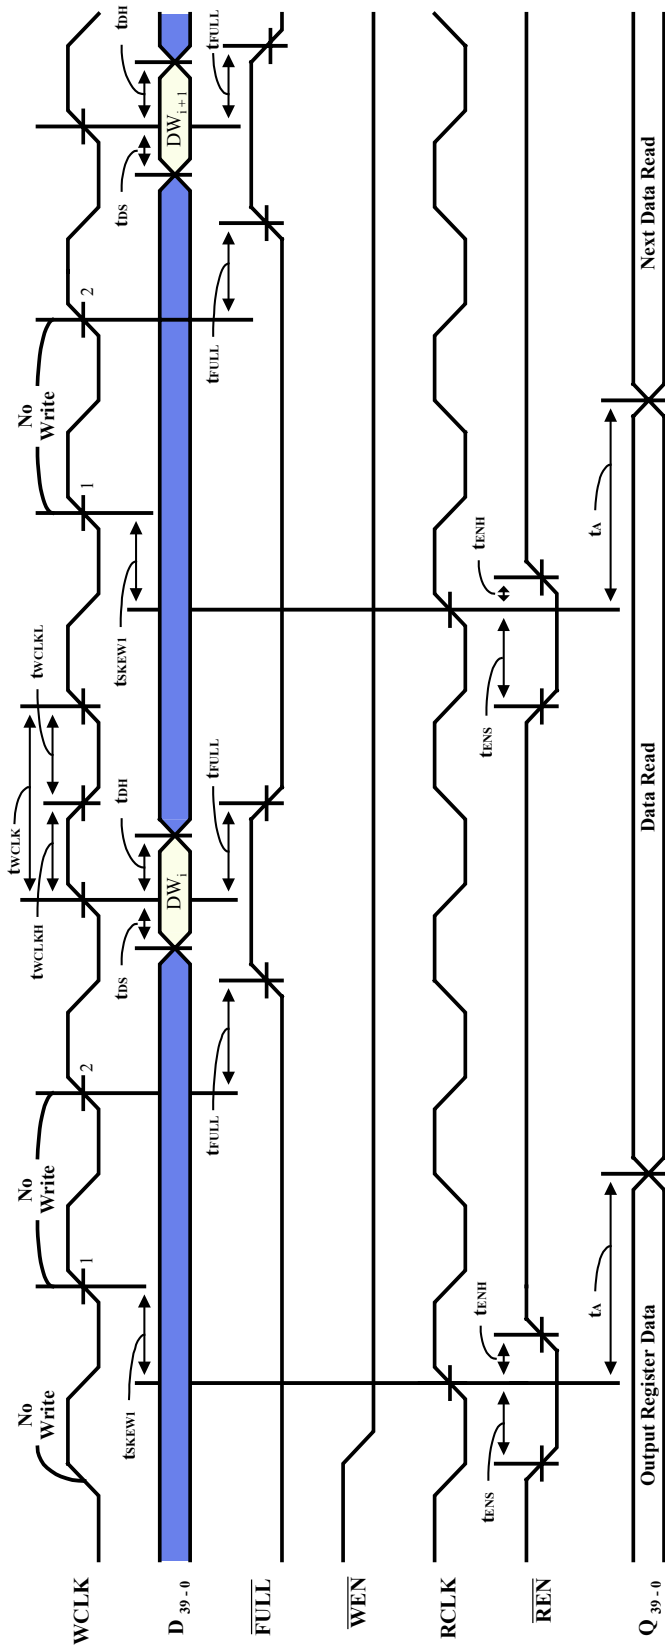 No
Write
No
Write
tWCLK
tWCLKH
tWCLKL
No
Write
WCLK
1
2
1
2
tSKEW1
tDS
tDH
tSKEW1
tDS
tDH
D 39 - 0
DW i
DW i + 1
tFULL
tFULL
tFULL
tFULL
FULL
WEN
RCLK
tENS
tENH
tENS
tENH
REN
tA
tA
Q 39 - 0
Output Register Data
Data Read
Next Data Read